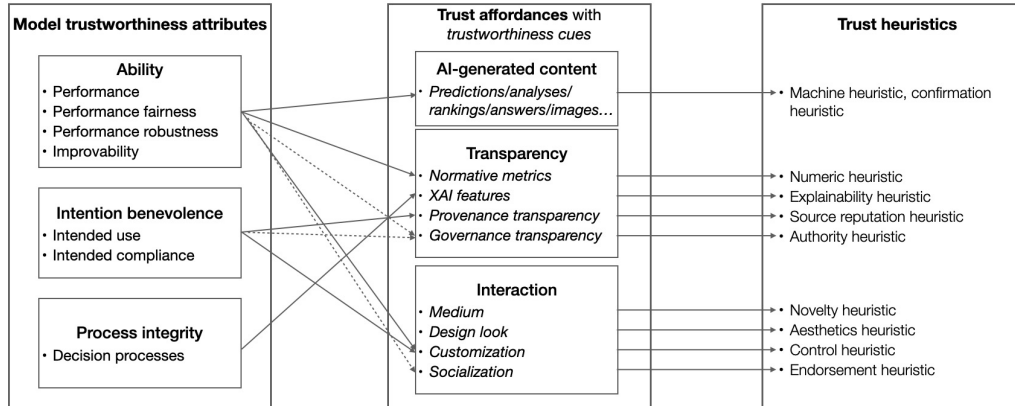 Model trustworthiness attributes
Ability
• Performance
• Performance fairness
• Performance robustness
• Improvability
Intention benevolence
• Intended use
• Intended compliance
Process integrity
• Decision processes
Trust affordances with
trustworthiness cues
AI-generated content
• Predictions/analyses/
rankings/answers/images…
Transparency
• Normative metrics
• XAI features
• Provenance transparency
• Governance transparency
Interaction
• Medium
• Design look
• Customization
• Socialization
Trust heuristics
• Machine heuristic, confirmation
heuristic
• Numeric heuristic
• Explainability heuristic
• Source reputation heuristic
• Authority heuristic
• Novelty heuristic
• Aesthetics heuristic
• Control heuristic
• Endorsement heuristic